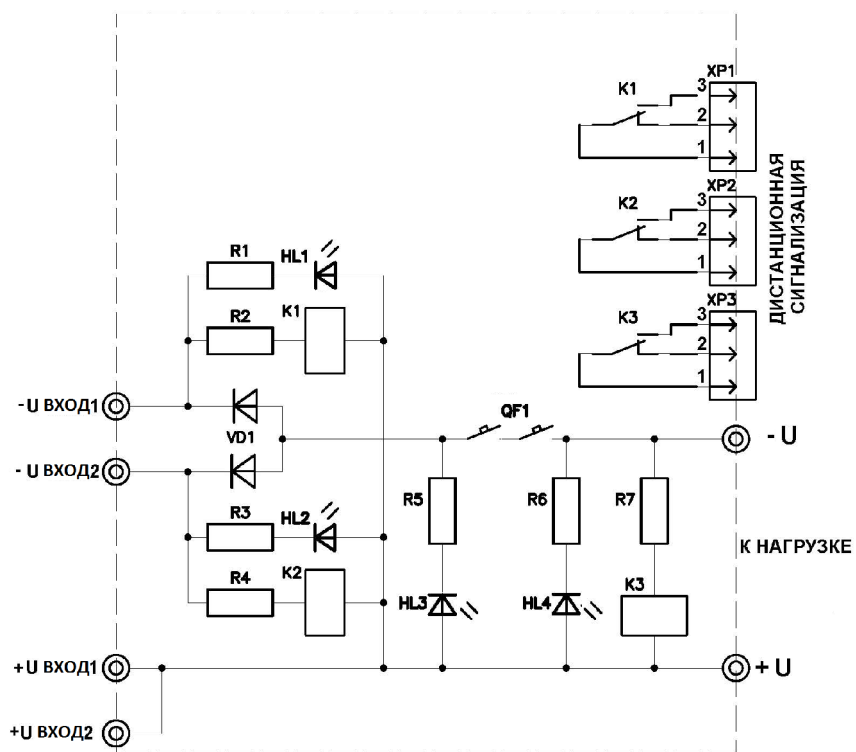 XP1
3
K1
2
1
XP2
3
K2
2
1
XP3
3
K3
2
1
ДИСТАНЦИОННАЯ
СИГНАЛИЗАЦИЯ
R1
HL1
K1
R2
- U ВХОД1
VD1
QF1
- U
- U ВХОД2
R3
HL2
K2
R4
R5
R6
R7
К НАГРУЗКЕ
HL3
HL4
K3
+U ВХОД1
+ U
+U ВХОД2